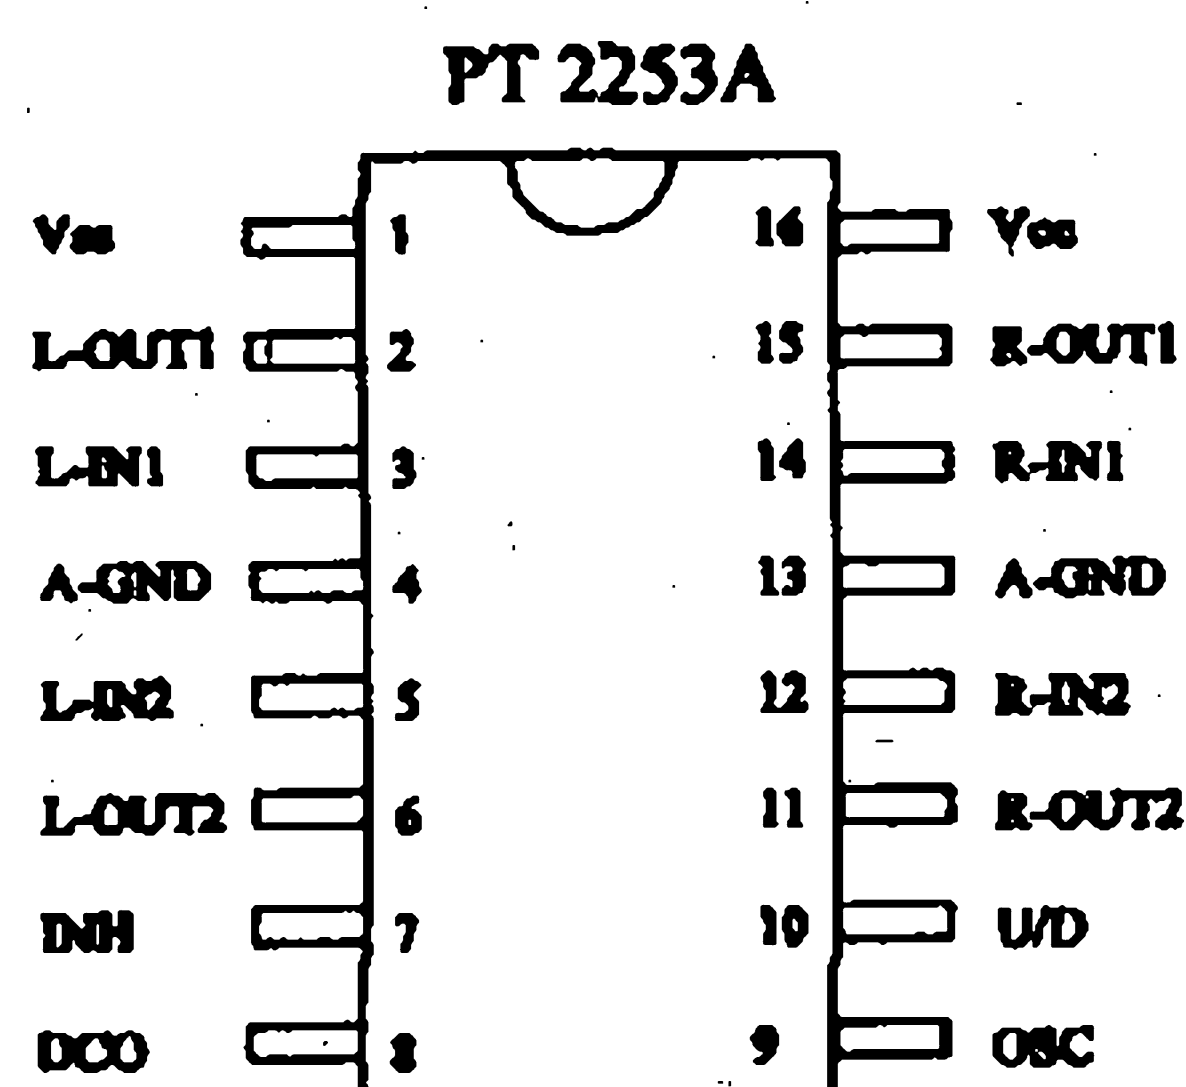 PT 2253A
Vss 1 16 Vcc
L-OUT1 2 15 R-OUT1
L-IN1 3 14 R-IN1
A-GND 4 13 A-GND
L-IN2 5 12 R-IN2
L-OUT2 6 11 R-OUT2
INH 7 10 U/D
DCO 8 9 OSC